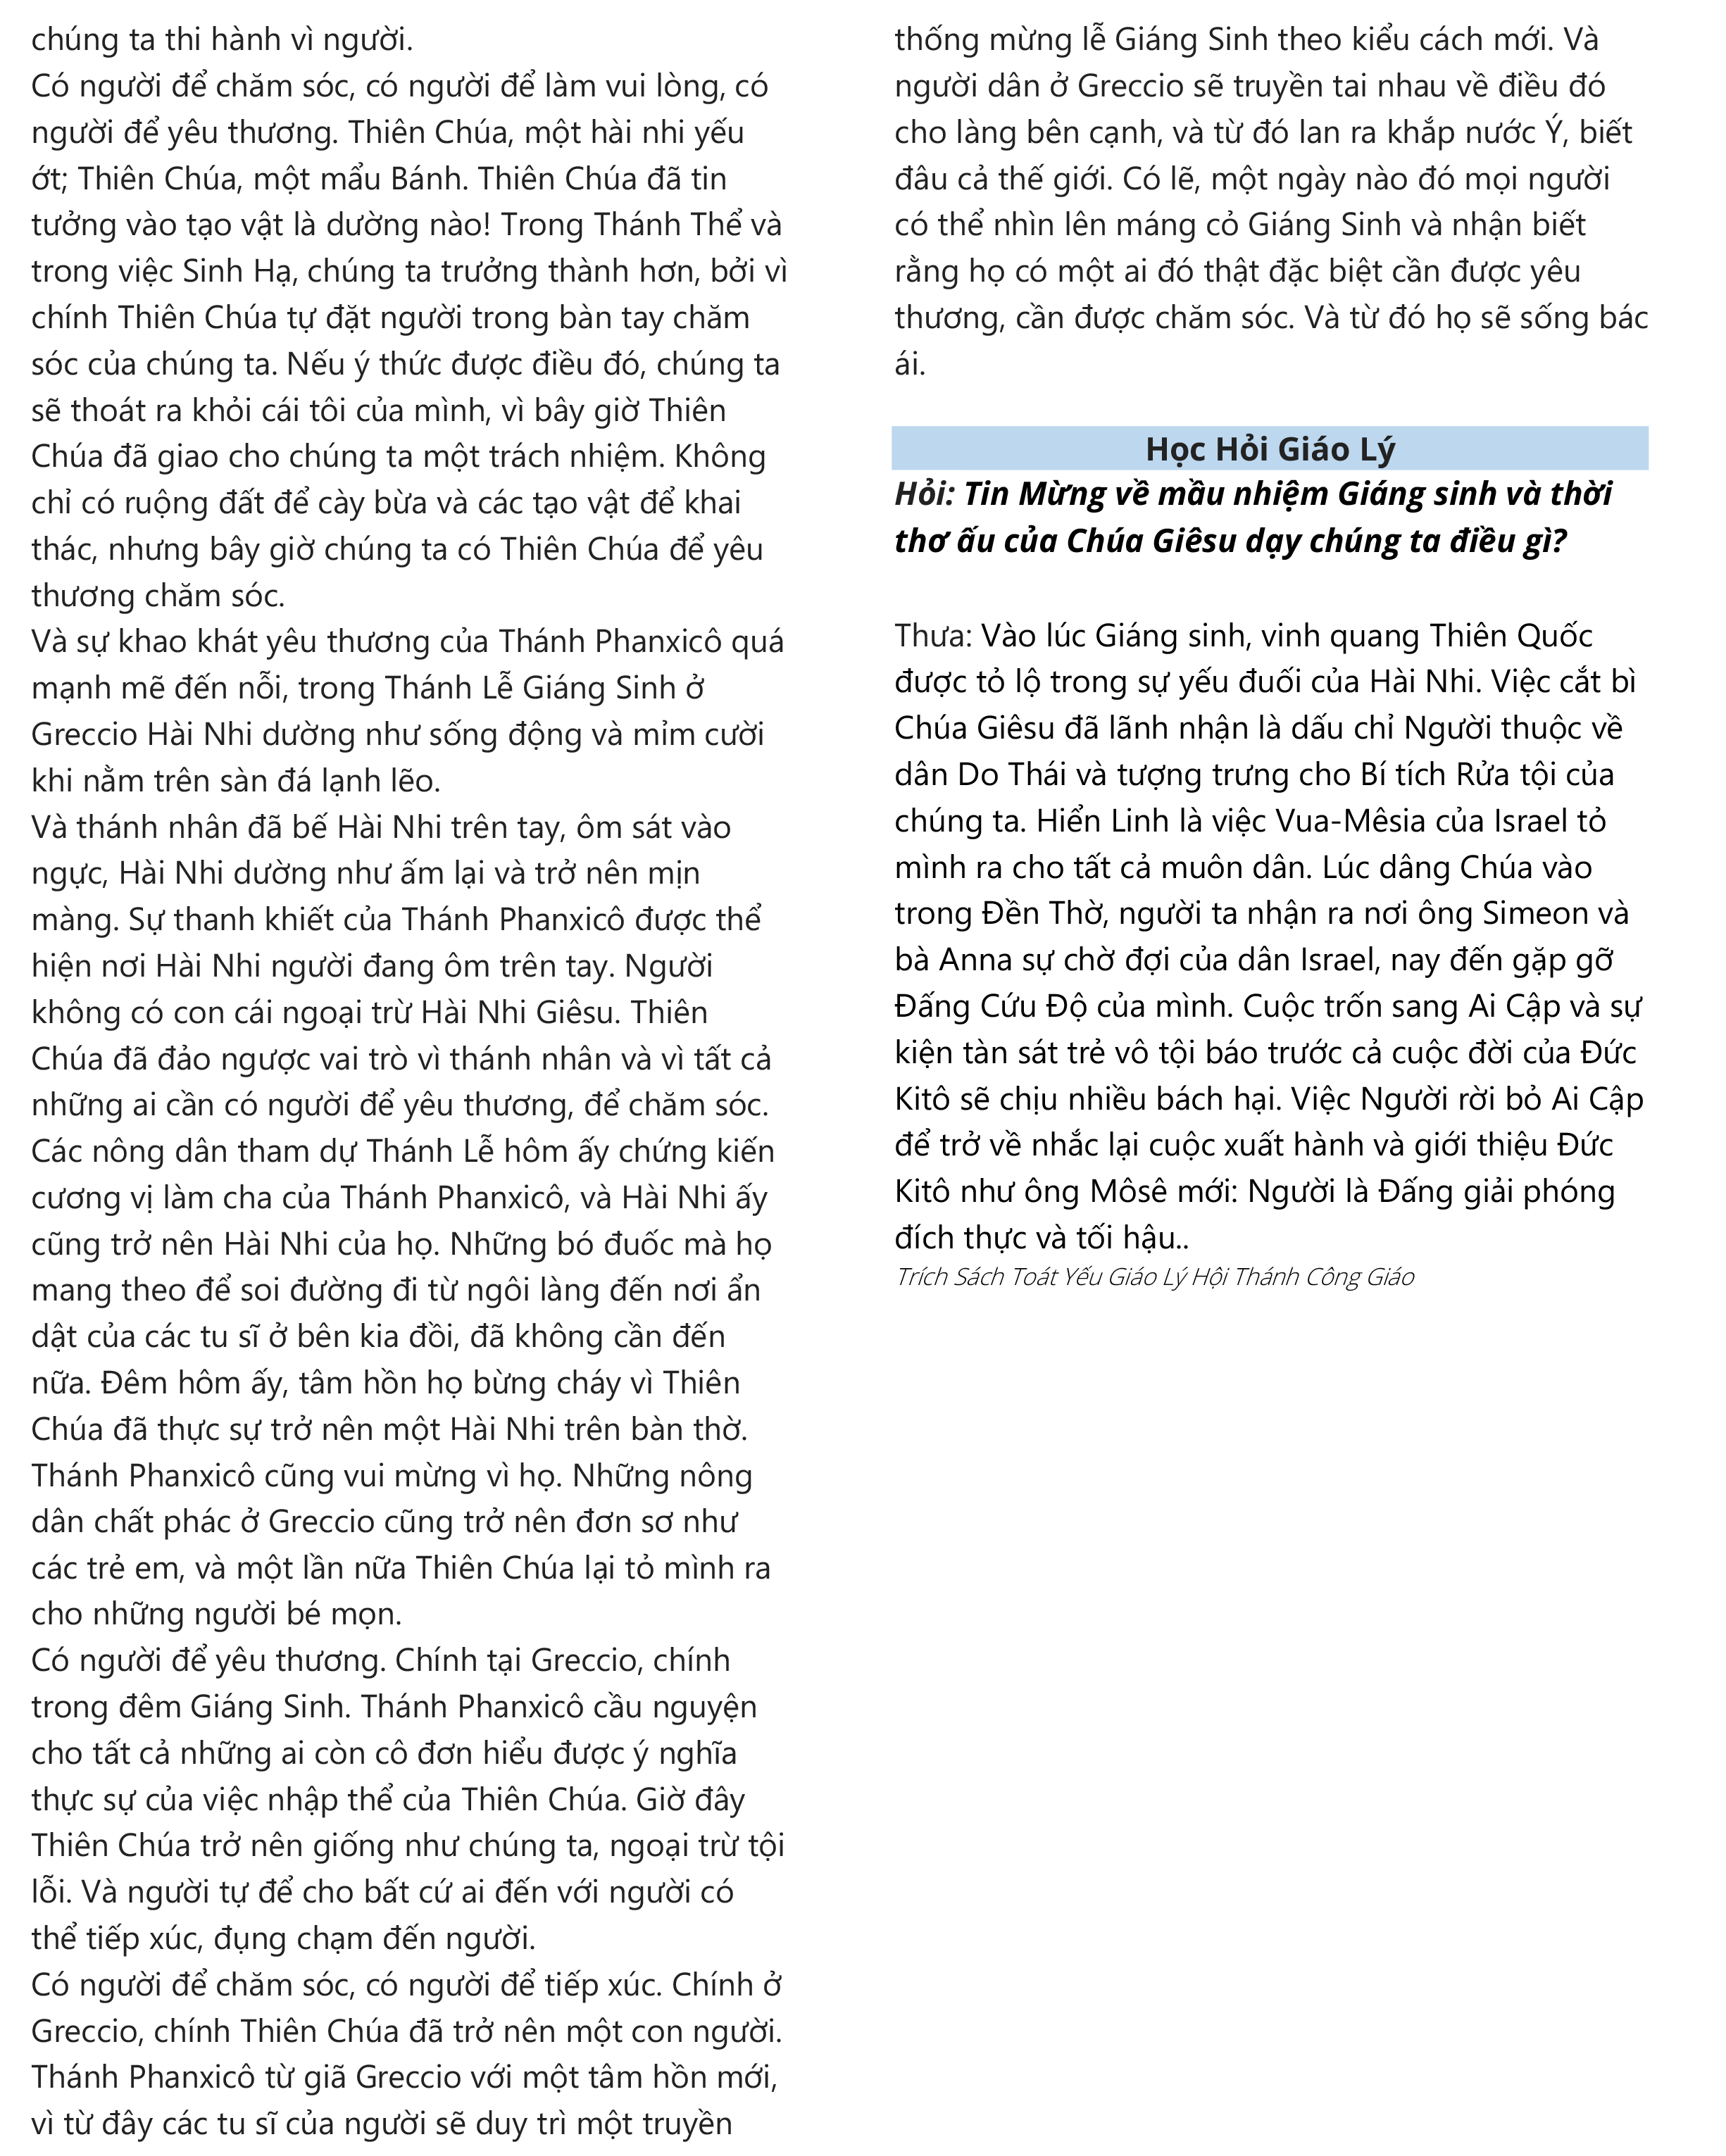 chúng ta thi hành vì người.
Có người để chăm sóc, có người để làm vui lòng, có
người để yêu thương. Thiên Chúa, một hài nhi yếu
ớt; Thiên Chúa, một mẩu Bánh. Thiên Chúa đã tin
tưởng vào tạo vật là dường nào! Trong Thánh Thể và
trong việc Sinh Hạ, chúng ta trưởng thành hơn, bởi vì
chính Thiên Chúa tự đặt người trong bàn tay chăm
sóc của chúng ta. Nếu ý thức được điều đó, chúng ta
sẽ thoát ra khỏi cái tôi của mình, vì bây giờ Thiên
Chúa đã giao cho chúng ta một trách nhiệm. Không
chỉ có ruộng đất để cày bừa và các tạo vật để khai
thác, nhưng bây giờ chúng ta có Thiên Chúa để yêu
thương chăm sóc.
Và sự khao khát yêu thương của Thánh Phanxicô quá
mạnh mẽ đến nỗi, trong Thánh Lễ Giáng Sinh ở
Greccio Hài Nhi dường như sống động và mỉm cười
khi nằm trên sàn đá lạnh lẽo.
Và thánh nhân đã bế Hài Nhi trên tay, ôm sát vào
ngực, Hài Nhi dường như ấm lại và trở nên mịn
màng. Sự thanh khiết của Thánh Phanxicô được thể
hiện nơi Hài Nhi người đang ôm trên tay. Người
không có con cái ngoại trừ Hài Nhi Giêsu. Thiên
Chúa đã đảo ngược vai trò vì thánh nhân và vì tất cả
những ai cần có người để yêu thương, để chăm sóc.
Các nông dân tham dự Thánh Lễ hôm ấy chứng kiến
cương vị làm cha của Thánh Phanxicô, và Hài Nhi ấy
cũng trở nên Hài Nhi của họ. Những bó đuốc mà họ
mang theo để soi đường đi từ ngôi làng đến nơi ẩn
dật của các tu sĩ ở bên kia đồi, đã không cần đến
nữa. Đêm hôm ấy, tâm hồn họ bừng cháy vì Thiên
Chúa đã thực sự trở nên một Hài Nhi trên bàn thờ.
Thánh Phanxicô cũng vui mừng vì họ. Những nông
dân chất phác ở Greccio cũng trở nên đơn sơ như
các trẻ em, và một lần nữa Thiên Chúa lại tỏ mình ra
cho những người bé mọn.
Có người để yêu thương. Chính tại Greccio, chính
trong đêm Giáng Sinh. Thánh Phanxicô cầu nguyện
cho tất cả những ai còn cô đơn hiểu được ý nghĩa
thực sự của việc nhập thể của Thiên Chúa. Giờ đây
Thiên Chúa trở nên giống như chúng ta, ngoại trừ tội
lỗi. Và người tự để cho bất cứ ai đến với người có
thể tiếp xúc, đụng chạm đến người.
Có người để chăm sóc, có người để tiếp xúc. Chính ở
Greccio, chính Thiên Chúa đã trở nên một con người.
Thánh Phanxicô từ giã Greccio với một tâm hồn mới,
vì từ đây các tu sĩ của người sẽ duy trì một truyền
thống mừng lễ Giáng Sinh theo kiểu cách mới. Và
người dân ở Greccio sẽ truyền tai nhau về điều đó
cho làng bên cạnh, và từ đó lan ra khắp nước Ý, biết
đâu cả thế giới. Có lẽ, một ngày nào đó mọi người
có thể nhìn lên máng cỏ Giáng Sinh và nhận biết
rằng họ có một ai đó thật đặc biệt cần được yêu
thương, cần được chăm sóc. Và từ đó họ sẽ sống bác
ái.
Học Hỏi Giáo Lý
Hỏi: Tin Mừng về mầu nhiệm Giáng sinh và thời
thơ ấu của Chúa Giêsu dạy chúng ta điều gì?
Thưa: Vào lúc Giáng sinh, vinh quang Thiên Quốc
được tỏ lộ trong sự yếu đuối của Hài Nhi. Việc cắt bì
Chúa Giêsu đã lãnh nhận là dấu chỉ Người thuộc về
dân Do Thái và tượng trưng cho Bí tích Rửa tội của
chúng ta. Hiển Linh là việc Vua-Mêsia của Israel tỏ
mình ra cho tất cả muôn dân. Lúc dâng Chúa vào
trong Đền Thờ, người ta nhận ra nơi ông Simeon và
bà Anna sự chờ đợi của dân Israel, nay đến gặp gỡ
Đấng Cứu Độ của mình. Cuộc trốn sang Ai Cập và sự
kiện tàn sát trẻ vô tội báo trước cả cuộc đời của Đức
Kitô sẽ chịu nhiều bách hại. Việc Người rời bỏ Ai Cập
để trở về nhắc lại cuộc xuất hành và giới thiệu Đức
Kitô như ông Môsê mới: Người là Đấng giải phóng
đích thực và tối hậu..
Trích Sách Toát Yếu Giáo Lý Hội Thánh Công Giáo